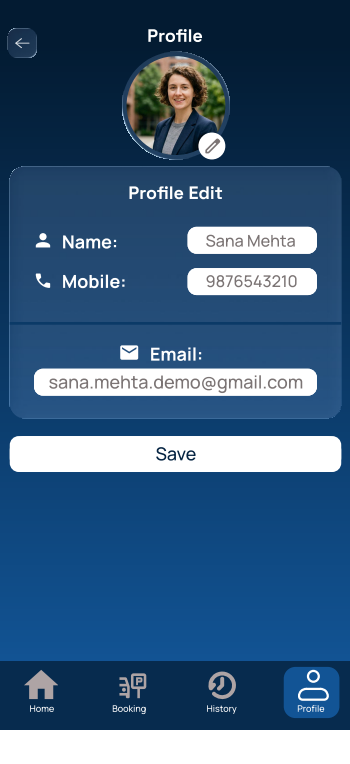 Profile
Profile Edit
Name: Sana Mehta
Mobile: 9876543210
Email:
sana.mehta.demo@gmail.com
Save
P
Home Booking History Profile